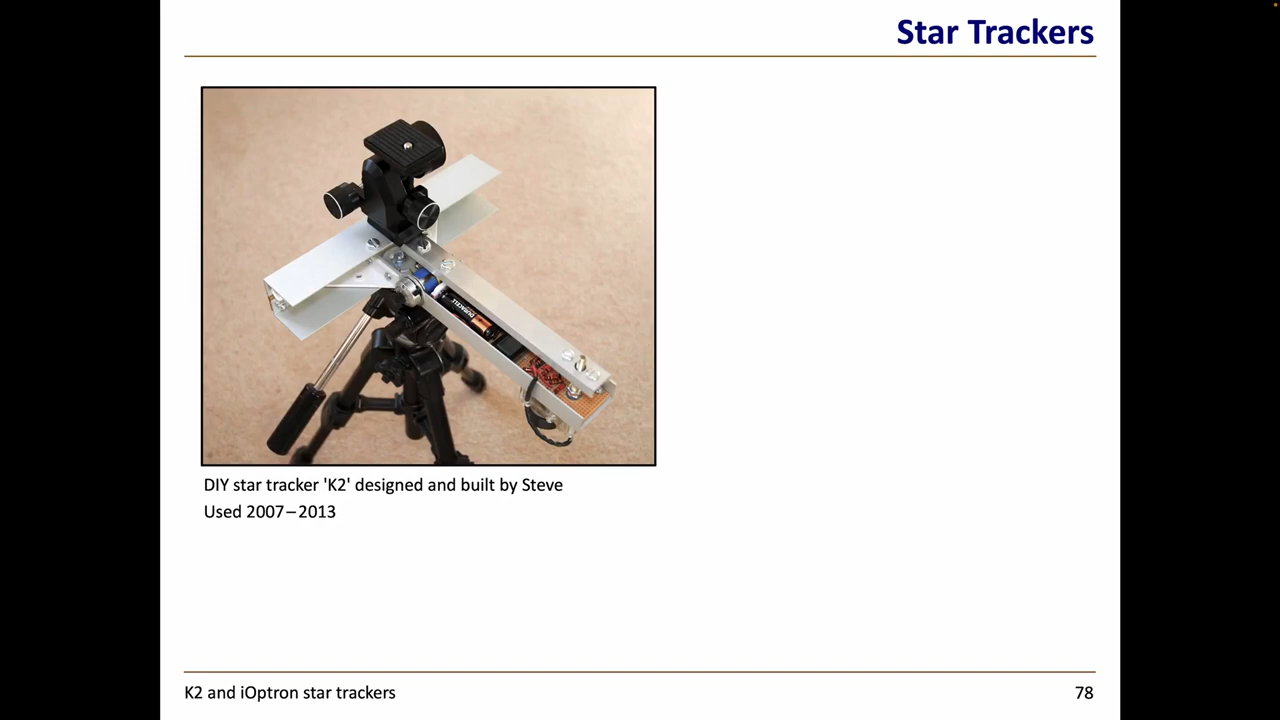 Star Trackers
DURACELL
DIY star tracker 'K2' designed and built by Steve
Used 2007–2013
K2 and iOptron star trackers
78